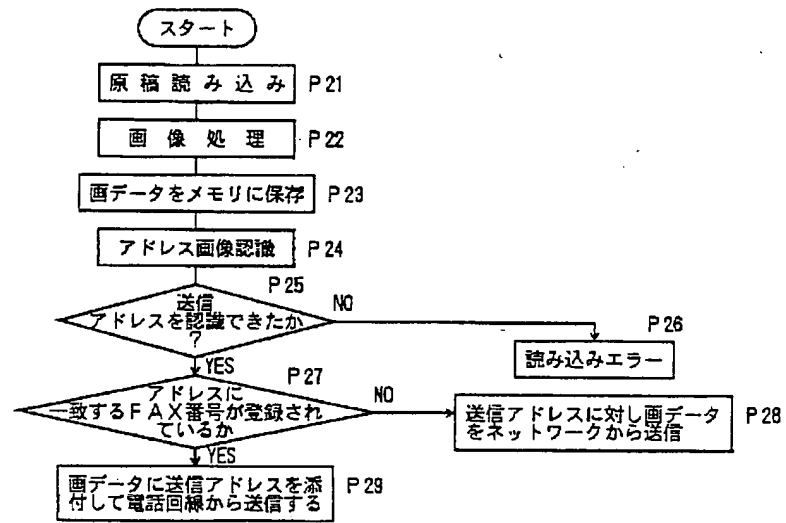 スタート
原稿読み込み P21
画像処理 P22
画データをメモリに保存 P23
アドレス画像認識 P24
P25
送信
アドレスを認識できたか
?
NO
P26
読み込みエラー
YES
P27
アドレスに
一致するFAX番号が登録され
ているか
NO
送信アドレスに対し画データ
をネットワークから送信
P28
YES
画データに送信アドレスを添
付して電話回線から送信する
P29